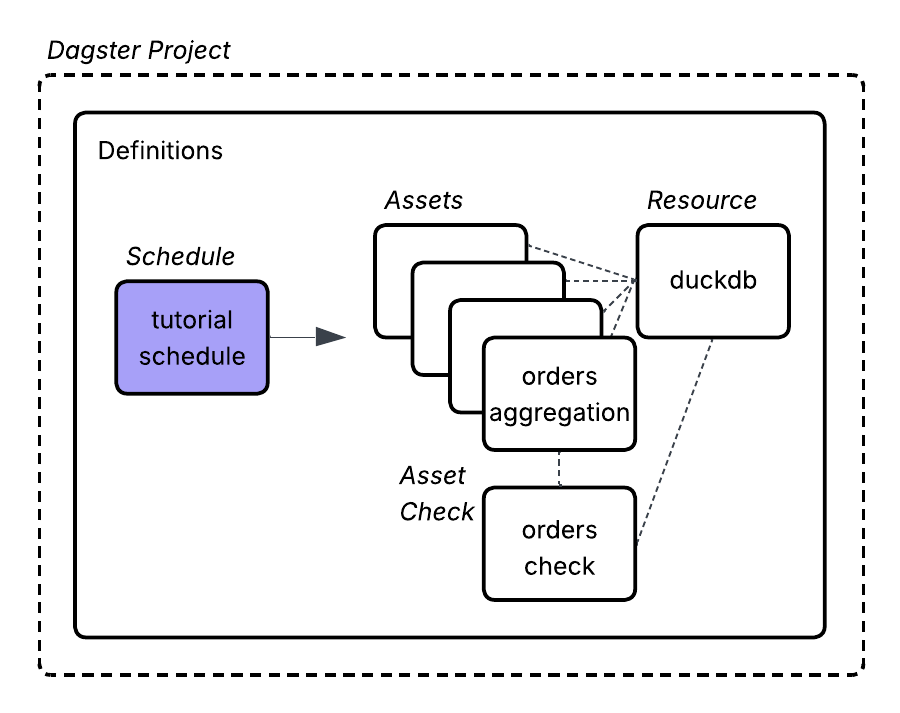 Dagster Project
Definitions
Assets
Resource
Schedule
duckdb
tutorial
schedule
orders
aggregation
Asset
Check
orders
check